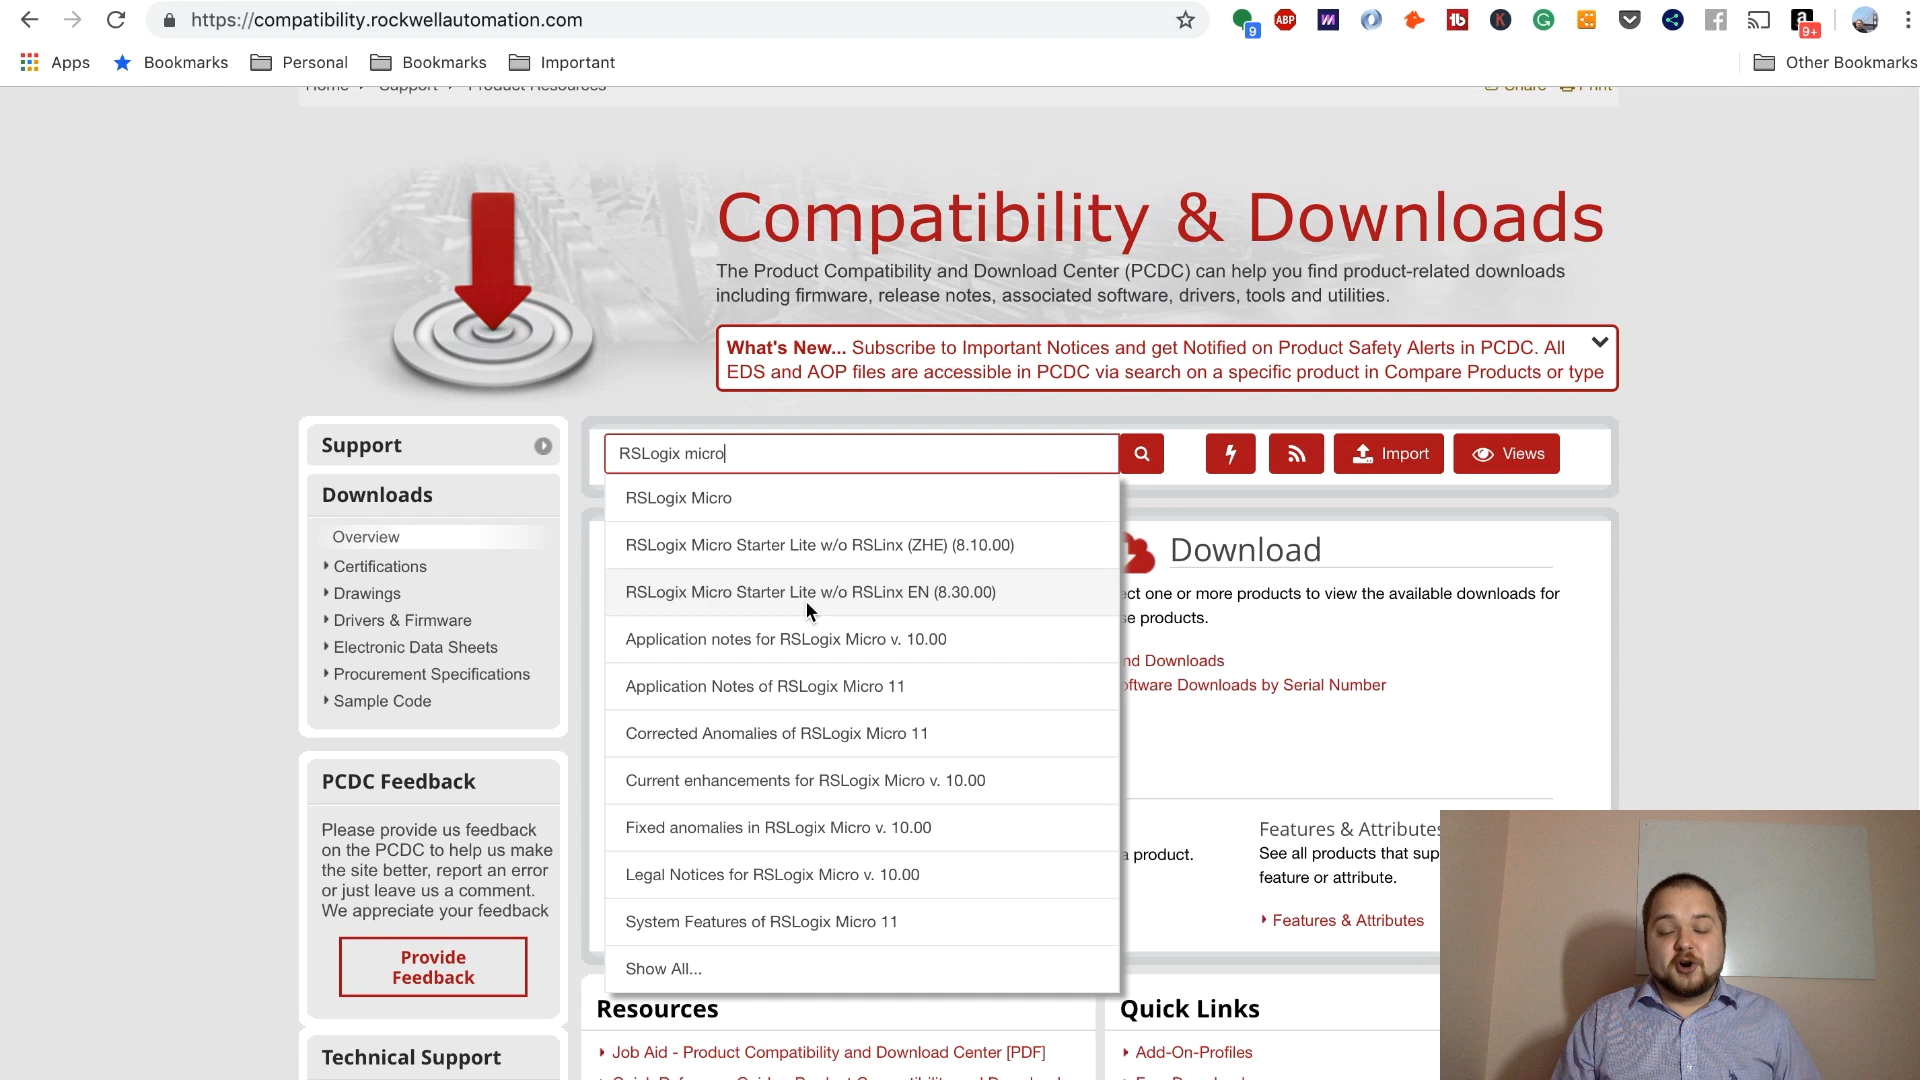 https://compatibility.rockwellautomation.com
9
ABP
9+
Apps
Bookmarks
Personal
Bookmarks
Important
Other Bookmarks
Home
Support
Product Resources
Share
Print
Compatibility & Downloads
The Product Compatibility and Download Center (PCDC) can help you find product-related downloads
including firmware, release notes, associated software, drivers, tools and utilities.
What's New... Subscribe to Important Notices and get Notified on Product Safety Alerts in PCDC. All
EDS and AOP files are accessible in PCDC via search on a specific product in Compare Products or type
Support
Downloads
Overview
Certifications
Drawings
Drivers & Firmware
Electronic Data Sheets
Procurement Specifications
Sample Code
PCDC Feedback
Please provide us feedback
on the PCDC to help us make
the site better, report an error
or just leave us a comment.
We appreciate your feedback
Provide
Feedback
Technical Support
RSLogix micro
Import
Views
RSLogix Micro
RSLogix Micro Starter Lite w/o RSLinx (ZHE) (8.10.00)
RSLogix Micro Starter Lite w/o RSLinx EN (8.30.00)
Application notes for RSLogix Micro v. 10.00
Application Notes of RSLogix Micro 11
Corrected Anomalies of RSLogix Micro 11
Current enhancements for RSLogix Micro v. 10.00
Fixed anomalies in RSLogix Micro v. 10.00
Legal Notices for RSLogix Micro v. 10.00
System Features of RSLogix Micro 11
Show All...
Download
ect one or more products to view the available downloads for
se products.
nd Downloads
oftware Downloads by Serial Number
a product.
Features & Attributes
See all products that sup
feature or attribute.
Features & Attributes
Resources
Job Aid - Product Compatibility and Download Center [PDF]
Quick Links
Add-On-Profiles